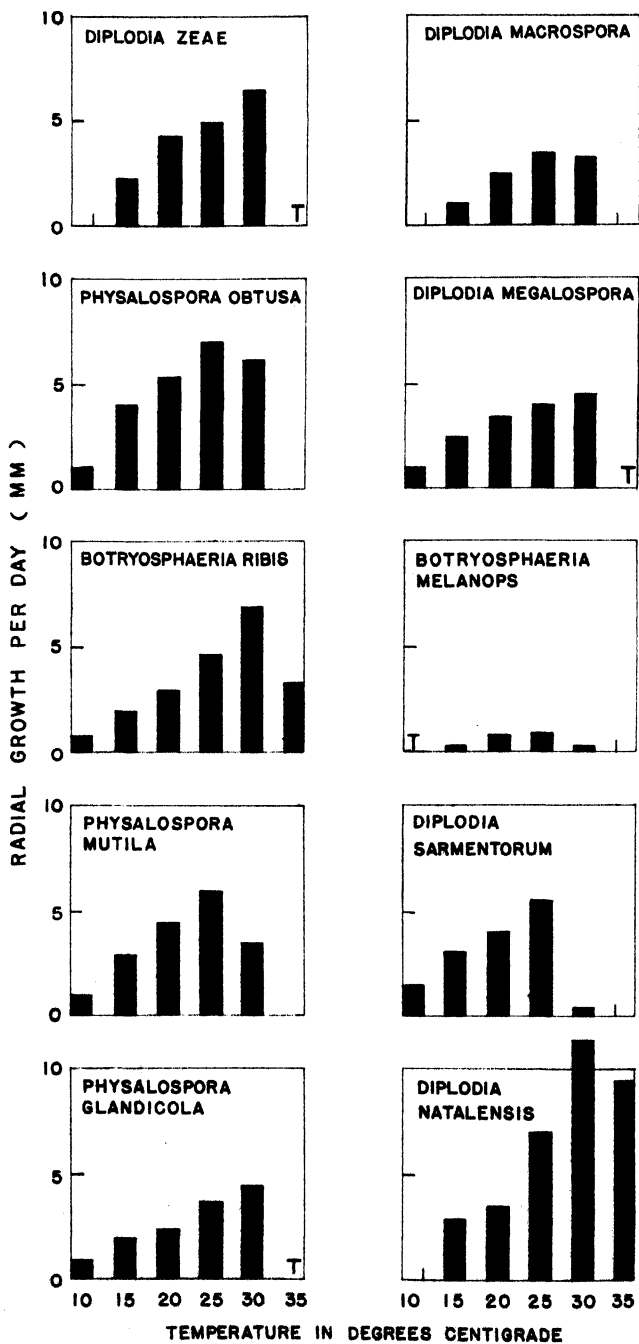 RADIAL GROWTH PER DAY (MM)
10
DIPLODIA ZEAE
5
0
T
DIPLODIA MACROSPORA
10
PHYSALOSPORA OBTUSA
5
0
DIPLODIA MEGALOSPORA
T
10
BOTRYOSPHAERIA RIBIS
5
0
BOTRYOSPHAERIA
MELANOPS
T
10
PHYSALOSPORA
MUTILA
5
0
DIPLODIA
SARMENTORUM
10
PHYSALOSPORA
GLANDICOLA
5
0
T
DIPLODIA
NATALENSIS
10 15 20 25 30 35
10 15 20 25 30 35
TEMPERATURE IN DEGREES CENTIGRADE